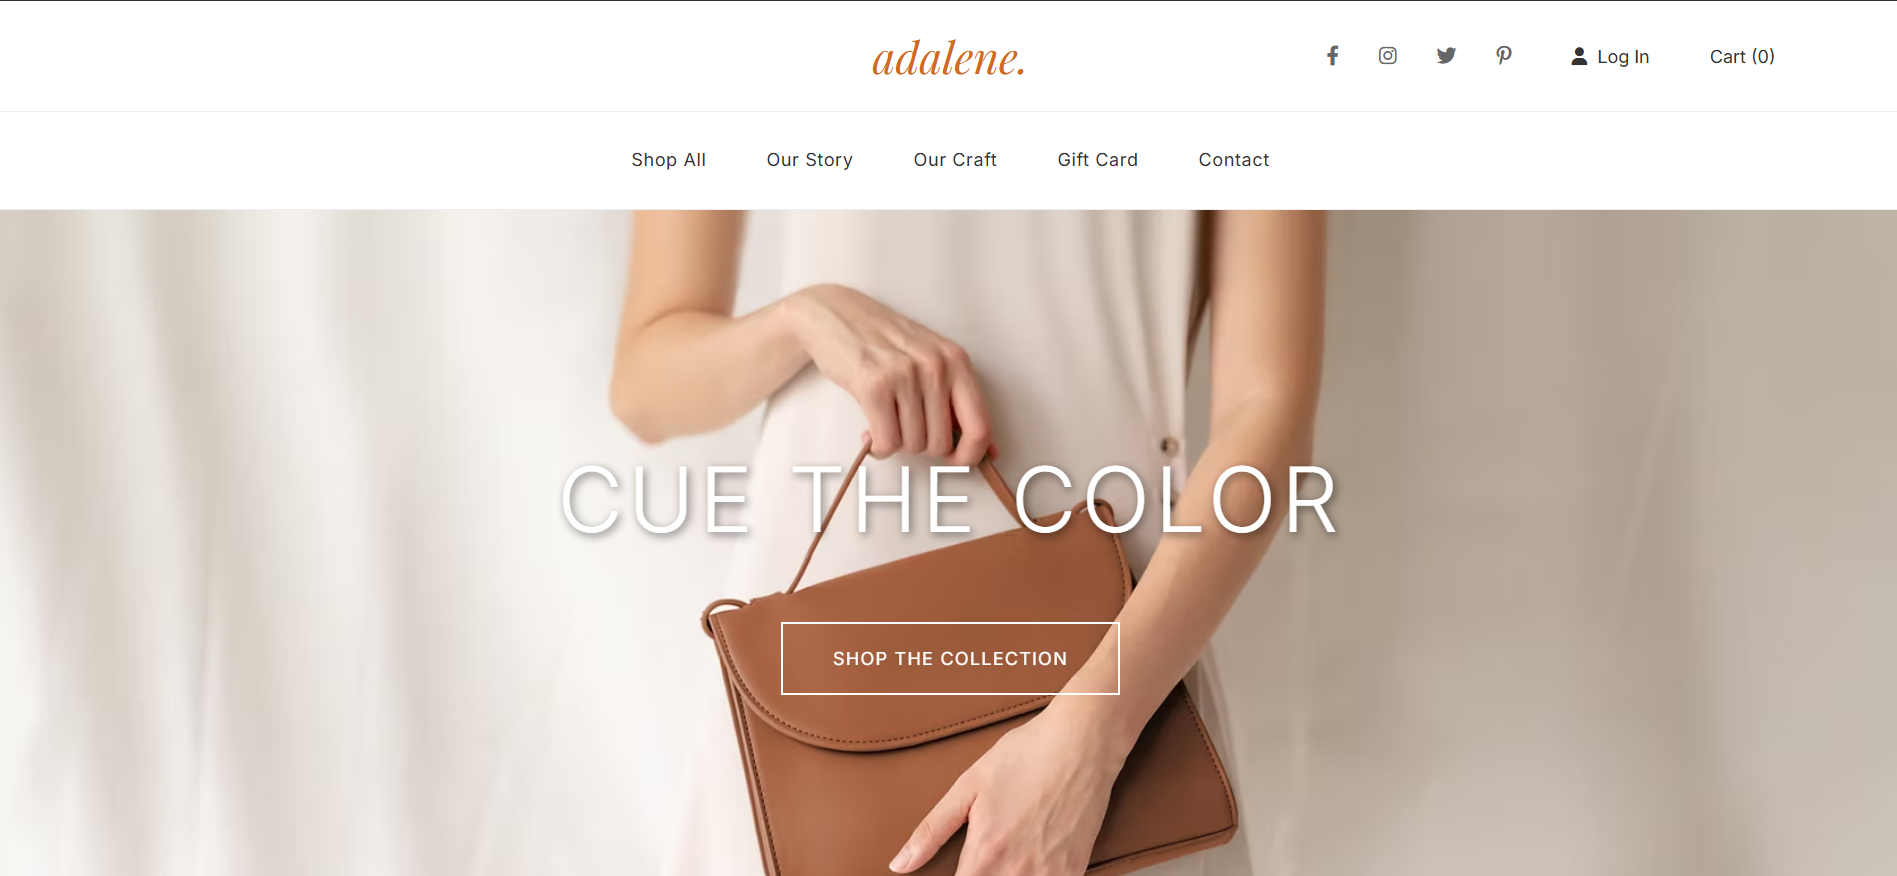 adalene.
Log In
Cart (0)
Shop All
Our Story
Our Craft
Gift Card
Contact
CUE THE COLOR
SHOP THE COLLECTION